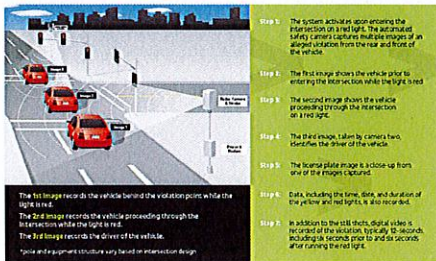 Image 3
Image 2
Image 1
The 1st Image records the vehicle behind the violation point while the
light is red.
The 2nd Image records the vehicle proceeding through the
intersection while the light is red.
The 3rd Image records the driver of the vehicle.
*pole and equipment structure vary based on intersection design
Step 1:
The system activates upon entering the
intersection on a red light. The automated
safety camera captures multiple images of an
alleged violation from the rear and front of
the vehicle.
Step 2:
The first image shows the vehicle prior to
entering the intersection while the light is red
Step 3:
The second image shows the vehicle
proceeding through the intersection
on a red light.
Step 4:
The third image, taken by camera two,
identifies the driver of the vehicle.
Step 5:
The license plate image is a close-up from
one of the images captured.
Step 6:
Data, including the time, date, and duration of
the yellow and red lights, is also recorded.
Step 7:
In addition to the still shots, digital video is
recorded of the violation, typically 12-seconds,
including six seconds prior to and six seconds
after running the red light.